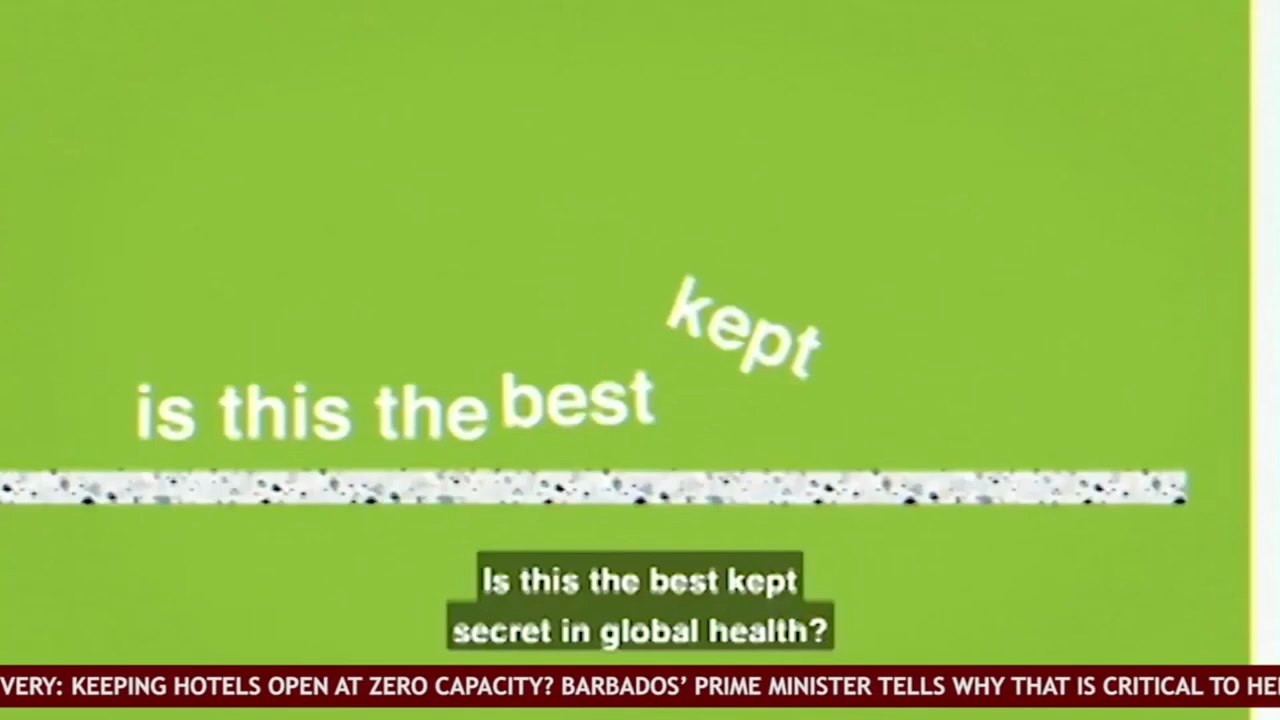 kept
is this the best
Is this the best kept
secret in global health?
VERY: KEEPING HOTELS OPEN AT ZERO CAPACITY? BARBADOS’ PRIME MINISTER TELLS WHY THAT IS CRITICAL TO HE